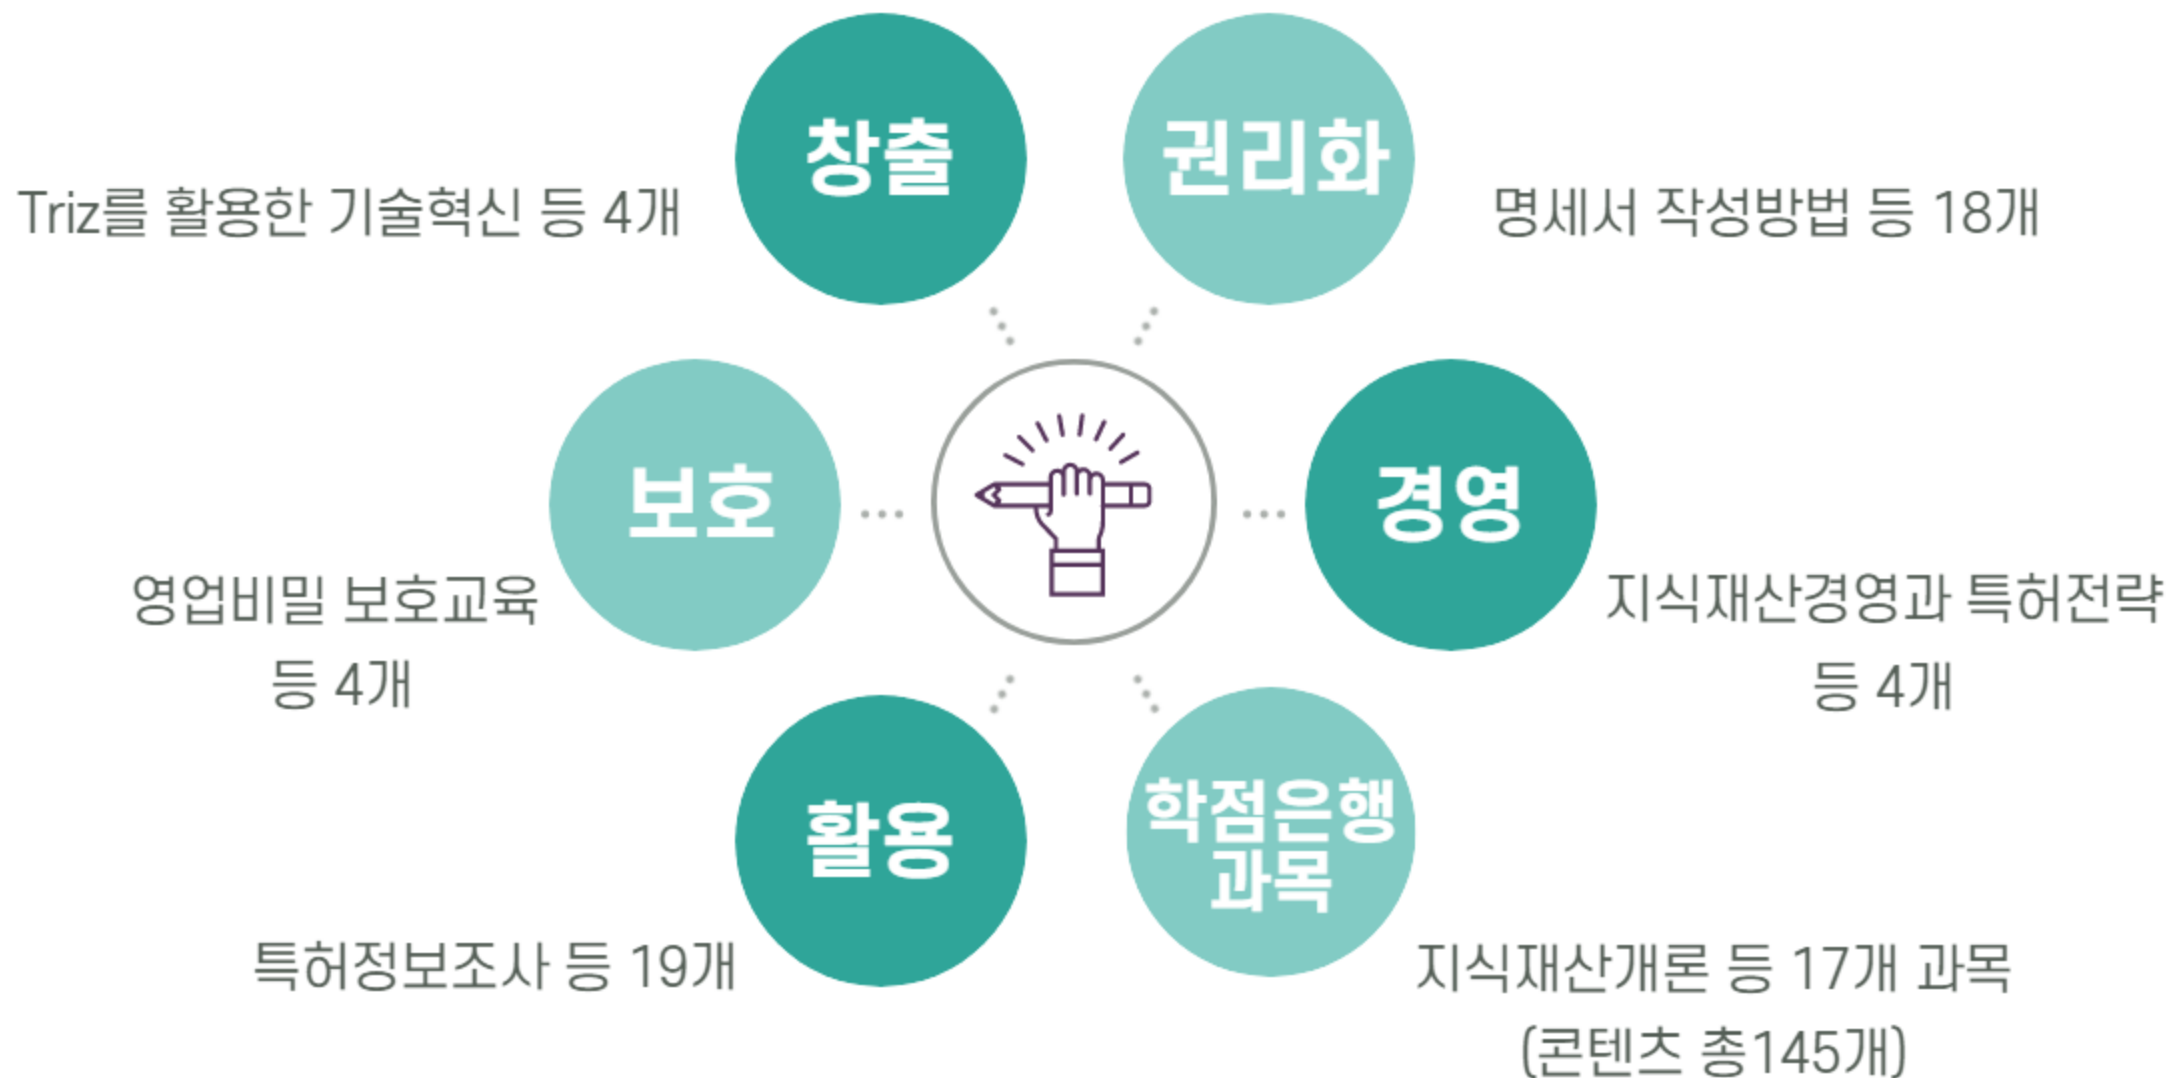 창출
Triz를 활용한 기술혁신 등 4개
권리화
명세서 작성방법 등 18개
보호
영업비밀 보호교육
등 4개
경영
지식재산경영과 특허전략
등 4개
활용
특허정보조사 등 19개
학점은행
과목
지식재산개론 등 17개 과목
(콘텐츠 총145개)